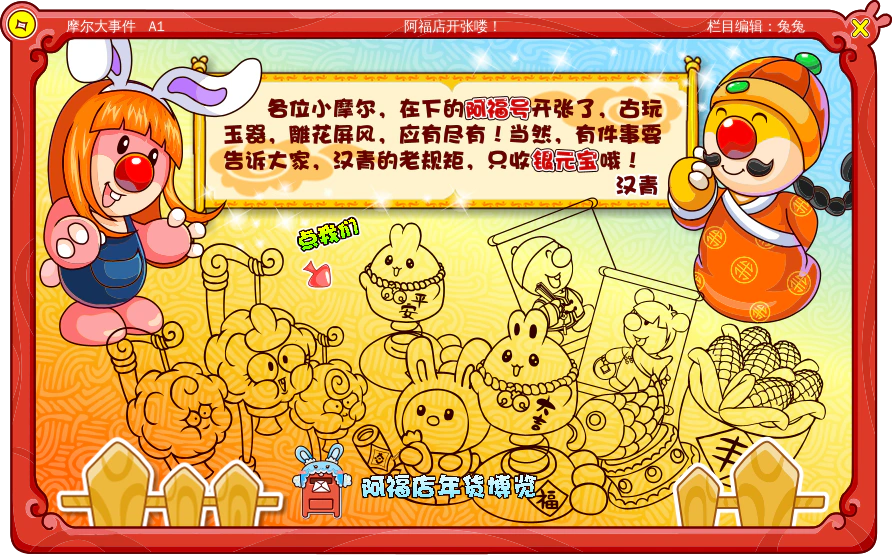 摩尔大事件 A1
阿福店开张喽！
栏目编辑：兔兔
各位小摩尔，在下的阿福号开张了，古玩
玉器，雕花屏风，应有尽有！当然，有件事要
告诉大家，汉青的老规矩，只收银元宝哦！
汉青
点我们
平
安
大
吉
丰
福
阿福店年货博览